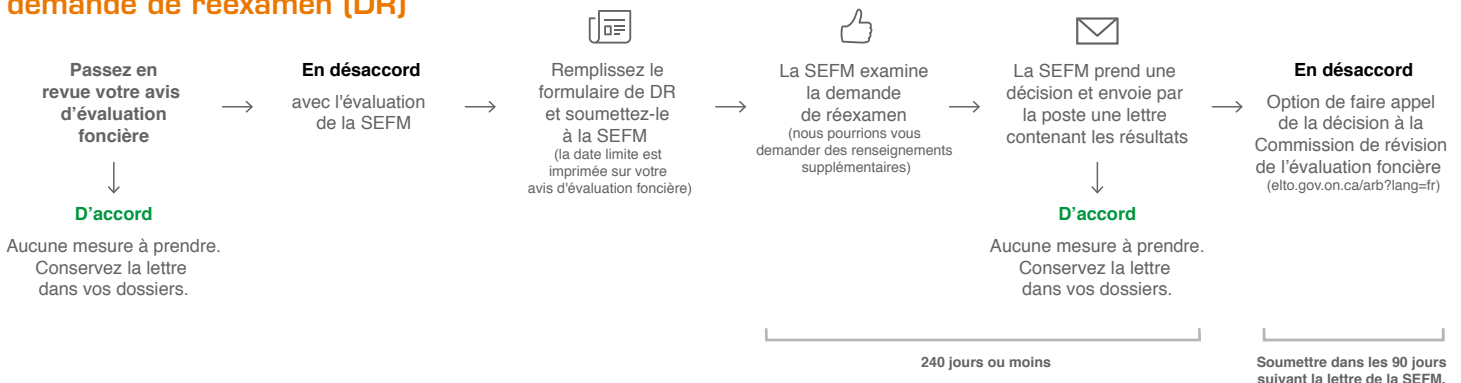 demande de réexamen (DR)
Passez en
revue votre avis
d'évaluation
foncière
D'accord
Aucune mesure à prendre.
Conservez la lettre
dans vos dossiers.
En désaccord
avec l'évaluation
de la SEFM
Remplissez le
formulaire de DR
et soumettez-le
à la SEFM
(la date limite est
imprimée sur votre
avis d'évaluation foncière)
La SEFM examine
la demande
de réexamen
(nous pourrions vous
demander des renseignements
supplémentaires)
La SEFM prend une
décision et envoie par
la poste une lettre
contenant les résultats
D'accord
Aucune mesure à prendre.
Conservez la lettre
dans vos dossiers.
En désaccord
Option de faire appel
de la décision à la
Commission de révision
de l'évaluation foncière
(elto.gov.on.ca/arb?lang=fr)
240 jours ou moins
Soumettre dans les 90 jours
suivant la lettre de la SEFM.